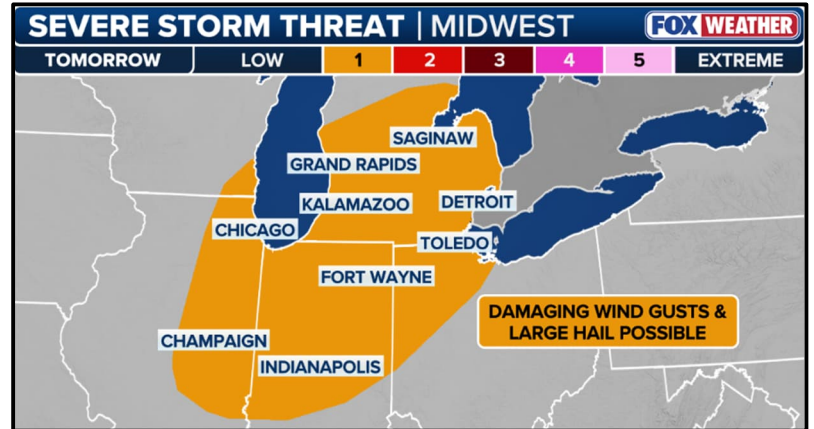 SEVERE STORM THREAT | MIDWEST
FOX WEATHER
TOMORROW LOW 1 2 3 4 5 EXTREME
SAGINAW
GRAND RAPIDS
KALAMAZOO
DETROIT
CHICAGO
TOLEDO
FORT WAYNE
DAMAGING WIND GUSTS &
LARGE HAIL POSSIBLE
CHAMPAIGN
INDIANAPOLIS